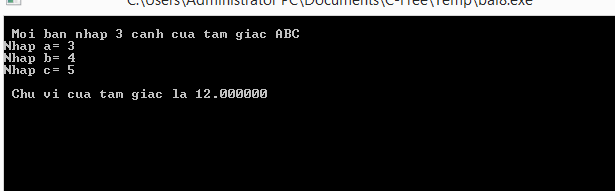 C:\Users\Administrator PC\Documents\C-Free\Temp\bai8.exe
Moi ban nhap 3 canh cua tam giac ABC
Nhap a= 3
Nhap b= 4
Nhap c= 5
Chu vi cua tam giac la 12.000000